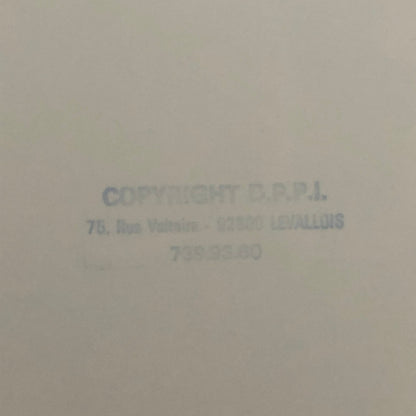 COPYRIGHT D.P.P.I.
75, Rue Voltaire - 92300 LEVALLOIS
739.93.60